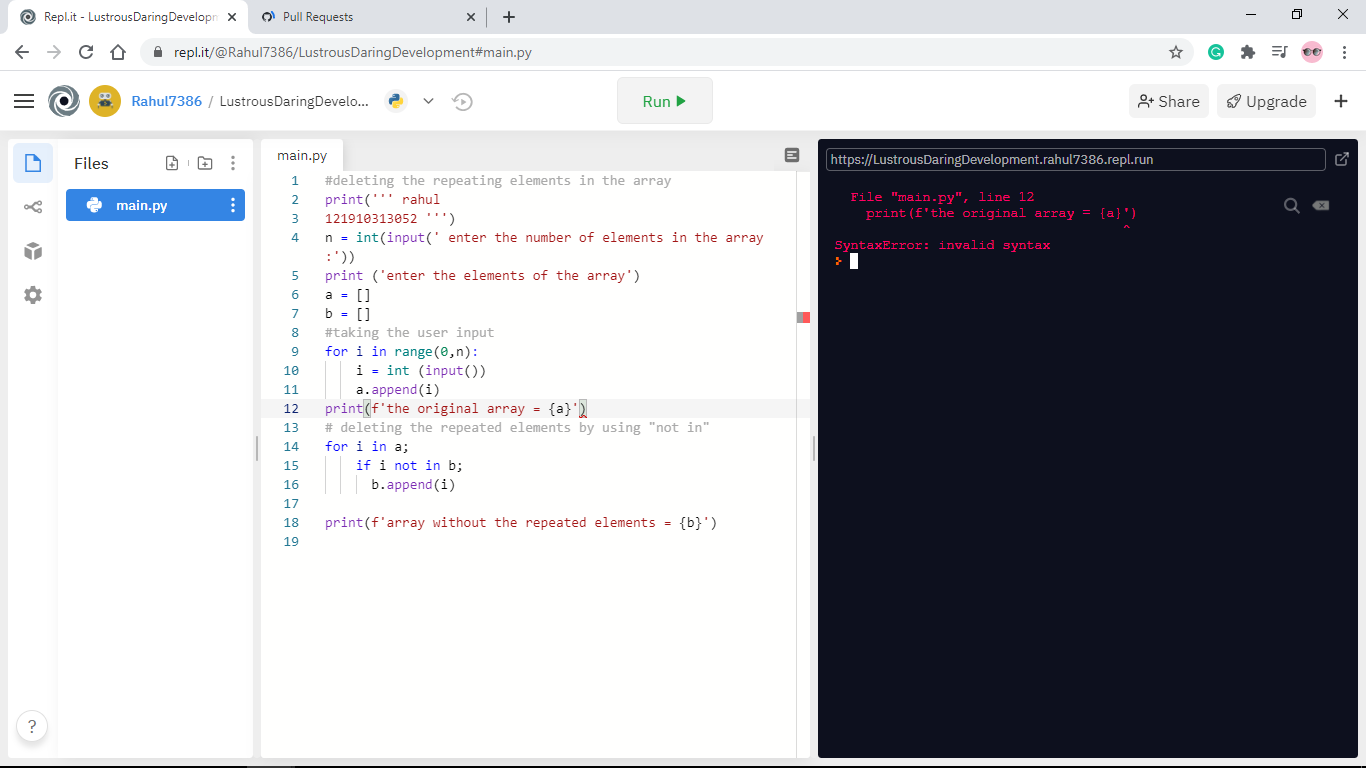 Repl.it - LustrousDaringDevelopm
Pull Requests
repl.it/@Rahul7386/LustrousDaringDevelopment#main.py
Rahul7386 / LustrousDaringDevelo...
Run
Share
Upgrade
Files
main.py
main.py
1 #deleting the repeating elements in the array
2 print(''' rahul
3 121910313052 ''')
4 n = int(input(' enter the number of elements in the array
:'))
5 print ('enter the elements of the array')
6 a = []
7 b = []
8 #taking the user input
9 for i in range(0,n):
10 i = int (input())
11 a.append(i)
12 print(f'the original array = {a}')
13 # deleting the repeated elements by using "not in"
14 for i in a;
15 if i not in b;
16 b.append(i)
17
18 print(f'array without the repeated elements = {b}')
19
https://LustrousDaringDevelopment.rahul7386.repl.run
File "main.py", line 12
print(f'the original array = {a}')
^
SyntaxError: invalid syntax
?